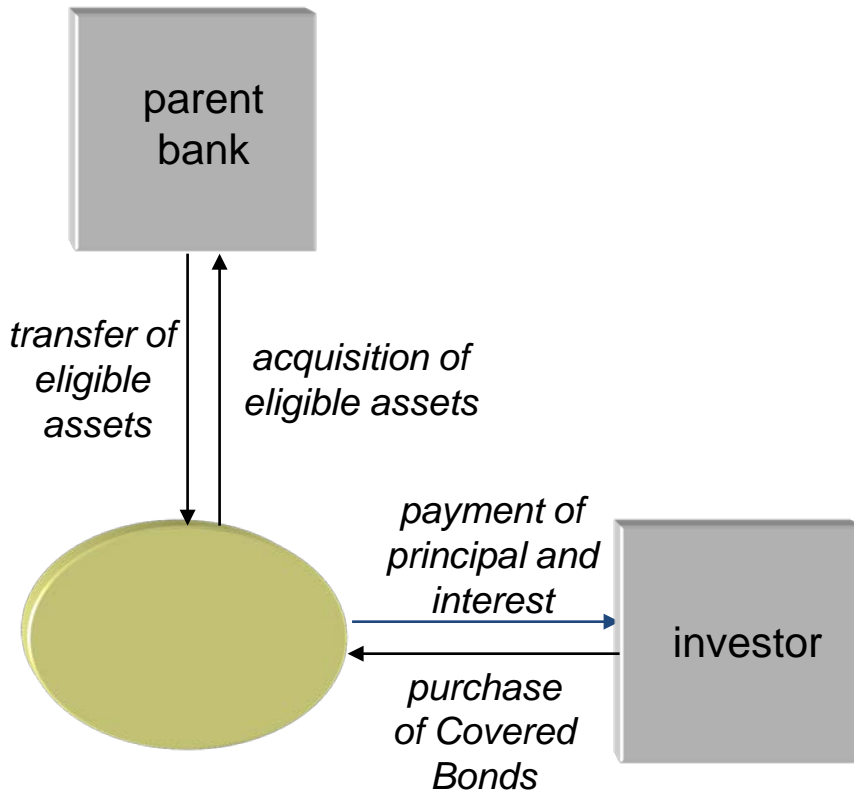 parent
bank
transfer of
eligible
assets
acquisition of
eligible assets
payment of
principal and
interest
investor
purchase
of Covered
Bonds